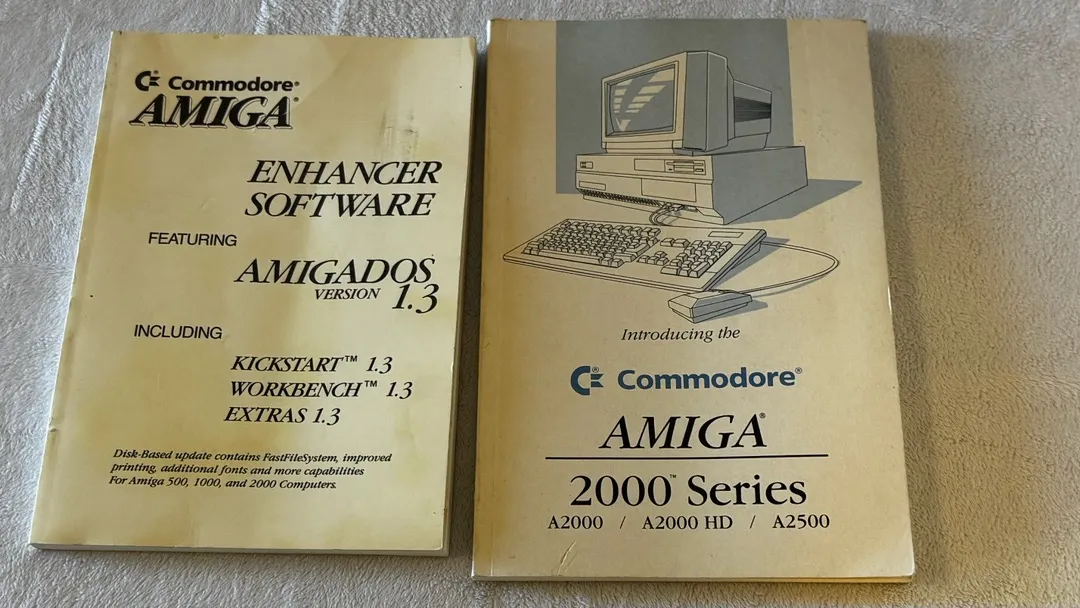 Commodore®
AMIGA®
ENHANCER
SOFTWARE
FEATURING
AMIGADOS
VERSION 1.3
INCLUDING
KICKSTART™ 1.3
WORKBENCH™ 1.3
EXTRAS 1.3
Disk-Based update contains FastFileSystem, improved
printing, additional fonts and more capabilities
For Amiga 500, 1000, and 2000 Computers.
Introducing the
Commodore®
AMIGA®
2000™ Series
A2000 / A2000 HD / A2500